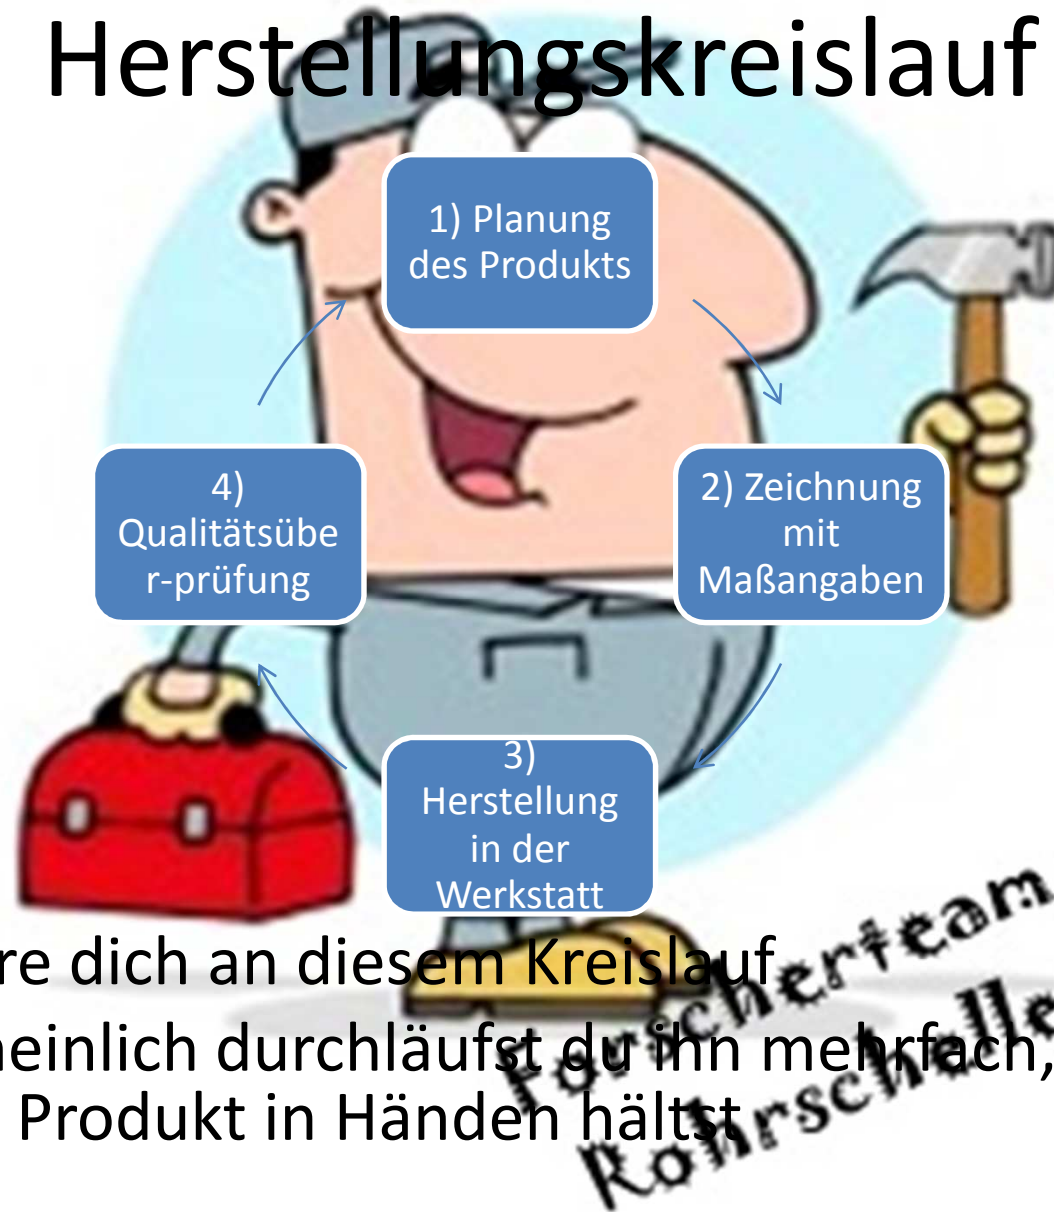 Herstellungskreislauf
1) Planung
des Produkts
2) Zeichnung
mit
Maßangaben
3)
Herstellung
in der
Werkstatt
4)
Qualitätsübe
r-prüfung
re dich an diesem Kreislauf
einlich durchläufst du ihn mehrfach,
Produkt in Händen hältst
Forscherteam
Rohrschelle